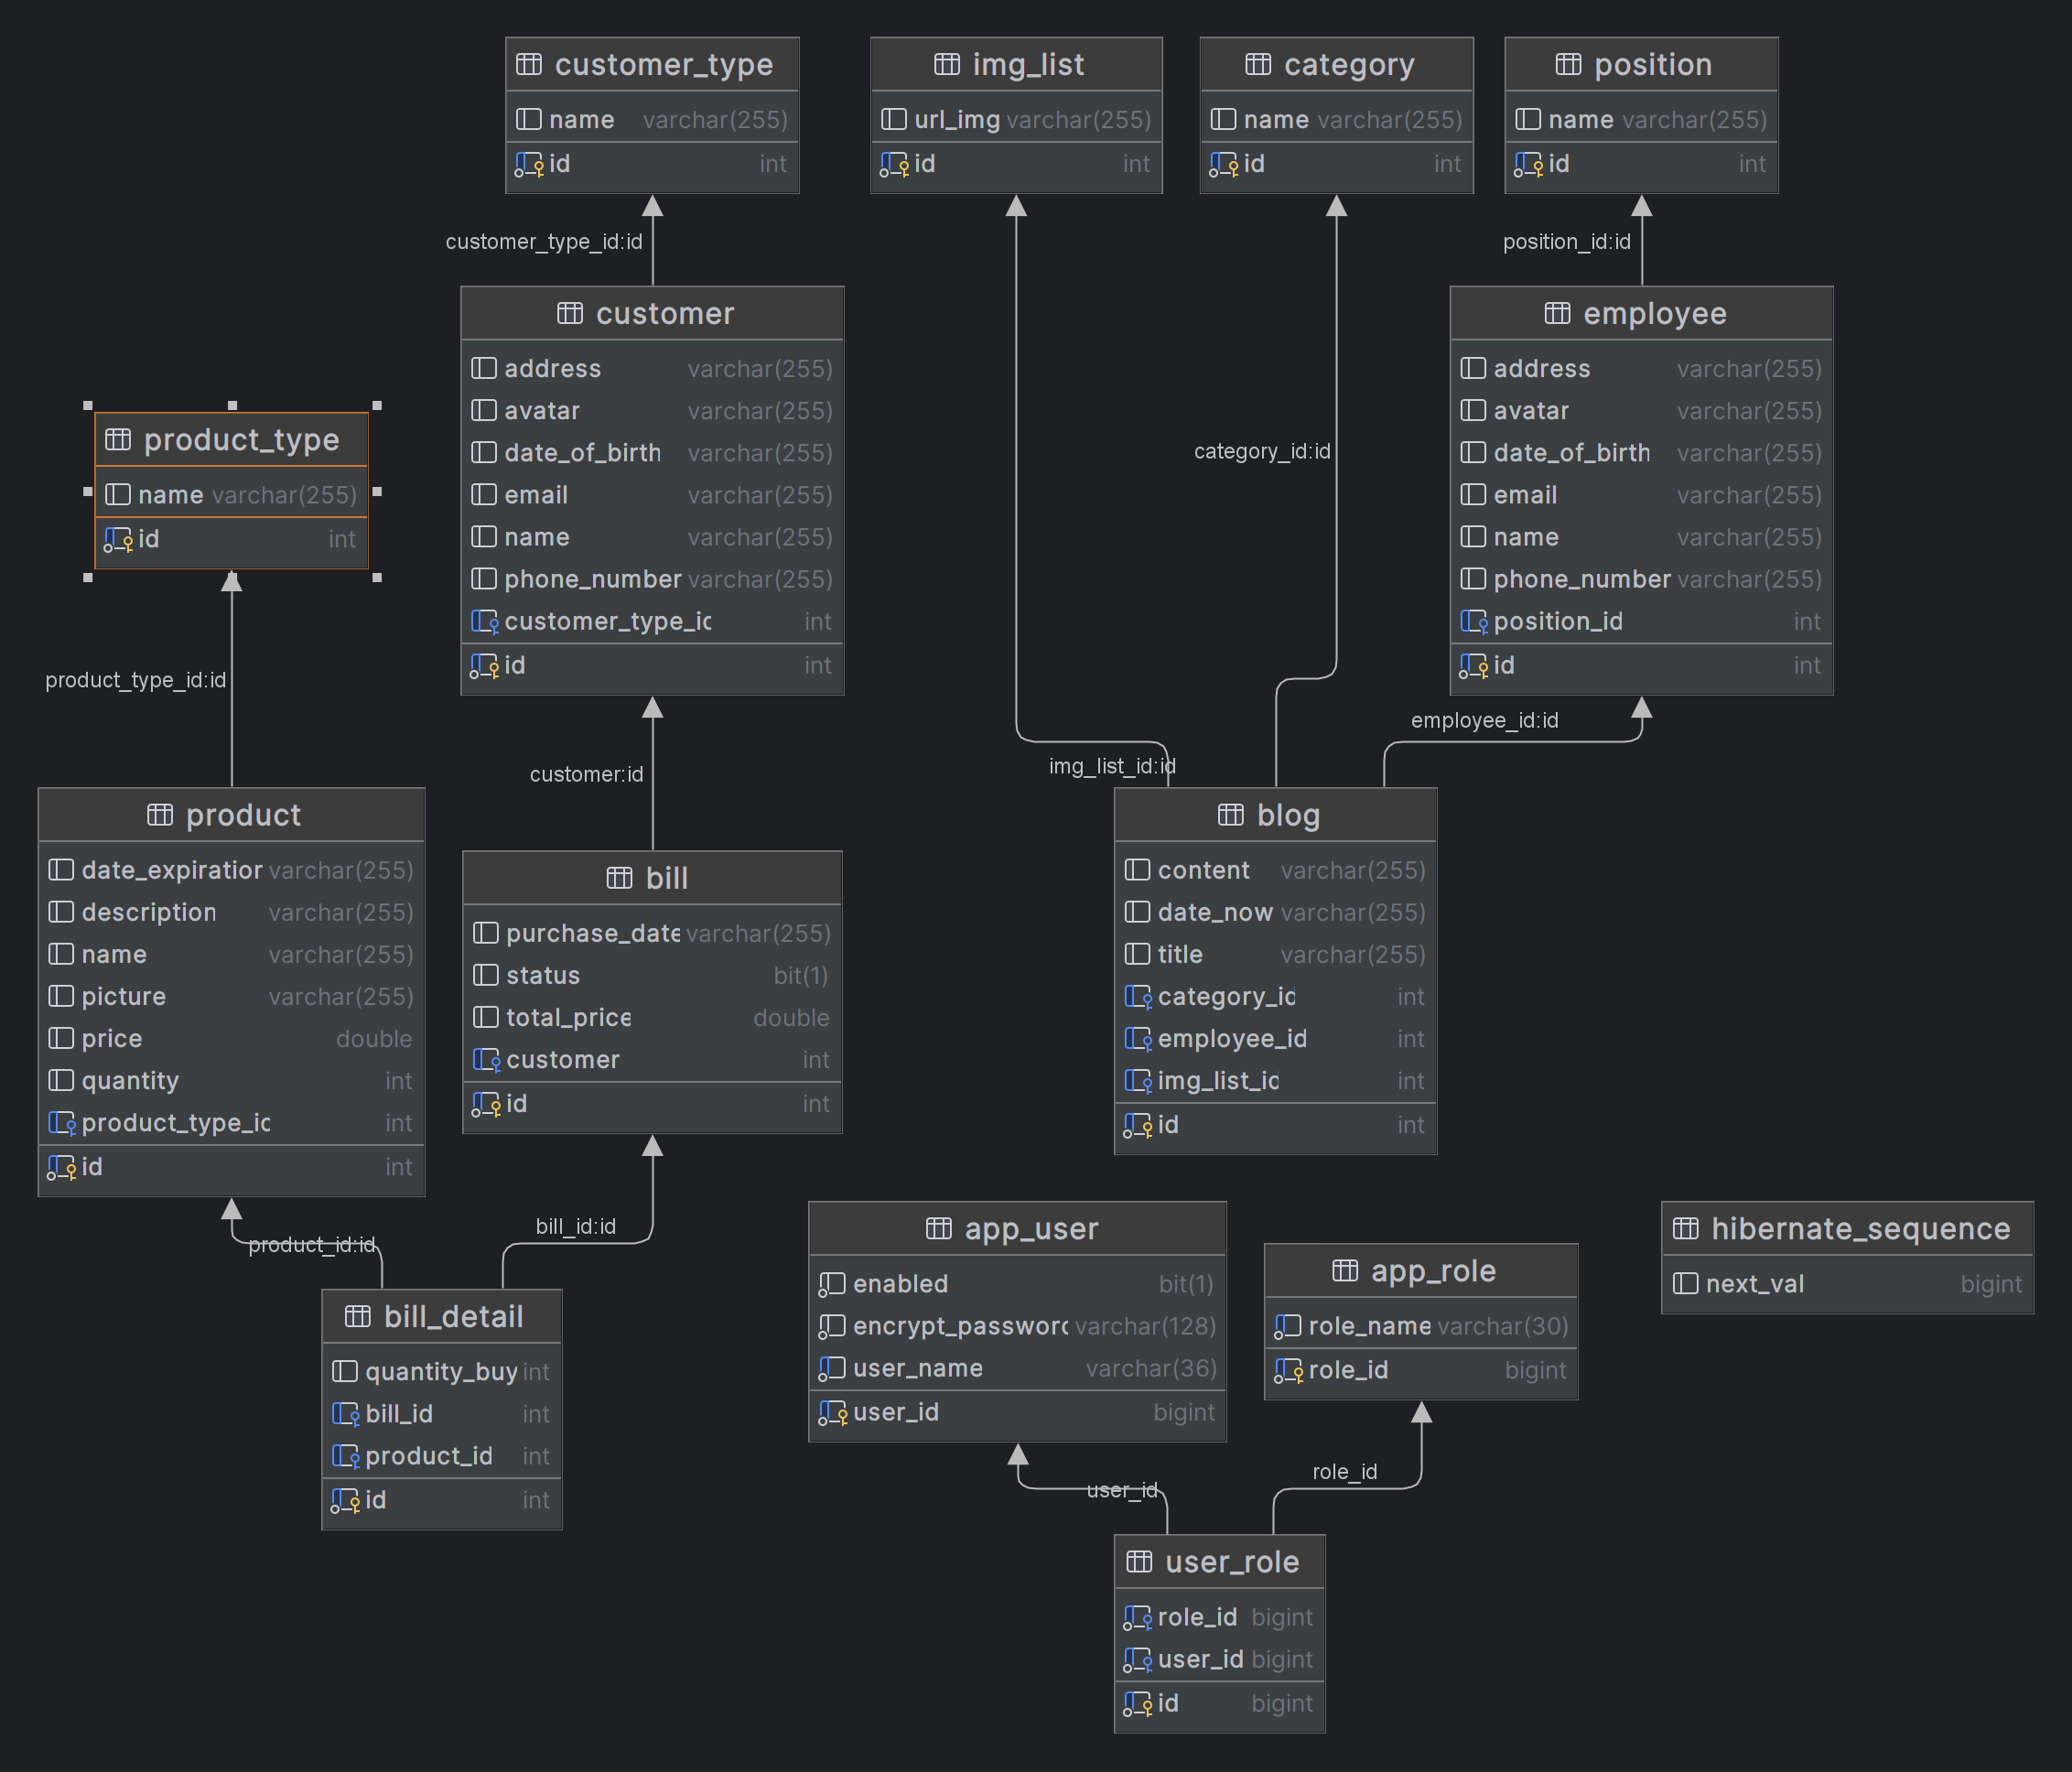 customer_type
name varchar(255)
id int
img_list
url_img varchar(255)
id int
category
name varchar(255)
id int
position
name varchar(255)
id int
customer_type_id:id
position_id:id
customer
address varchar(255)
avatar varchar(255)
date_of_birth varchar(255)
email varchar(255)
name varchar(255)
phone_number varchar(255)
customer_type_ic int
id int
employee
address varchar(255)
avatar varchar(255)
date_of_birth varchar(255)
email varchar(255)
name varchar(255)
phone_number varchar(255)
position_id int
id int
product_type
name varchar(255)
id int
category_id:id
product_type_id:id
customer:id
img_list_id:id
employee_id:id
product
date_expiratior varchar(255)
description varchar(255)
name varchar(255)
picture varchar(255)
price double
quantity int
product_type_ic int
id int
bill
purchase_date varchar(255)
status bit(1)
total_price double
customer int
id int
blog
content varchar(255)
date_now varchar(255)
title varchar(255)
category_id int
employee_id int
img_list_id int
id int
product_id:id
bill_id:id
bill_detail
quantity_buy int
bill_id int
product_id int
id int
app_user
enabled bit(1)
encrypt_passworc varchar(128)
user_name varchar(36)
user_id bigint
app_role
role_name varchar(30)
role_id bigint
hibernate_sequence
next_val bigint
user_id
role_id
user_role
role_id bigint
user_id bigint
id bigint